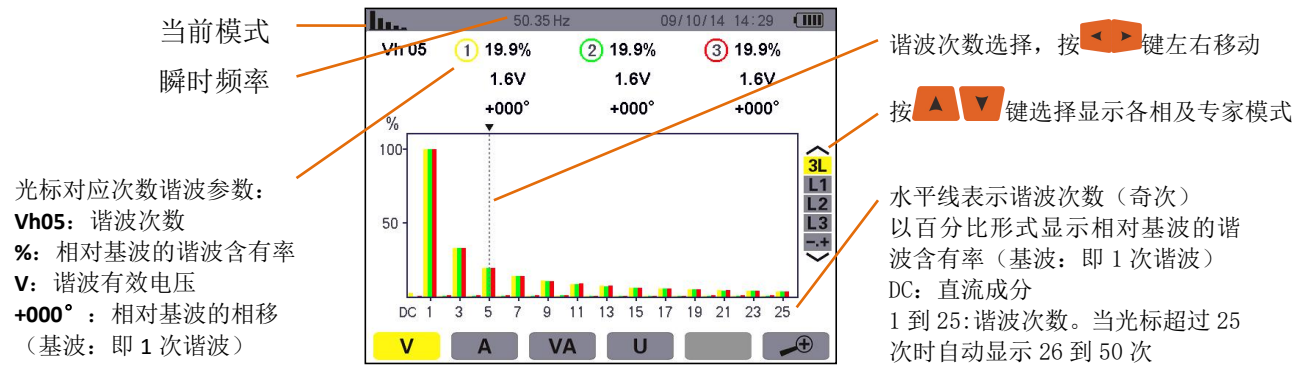 当前模式
瞬时频率
光标对应次数谐波参数：
Vh05：谐波次数
%：相对基波的谐波含有率
V：谐波有效电压
+000°：相对基波的相移
（基波：即1次谐波）
50.35 Hz 09/10/14 14:29
Vh 05 1 19.9% 2 19.9% 3 19.9%
1.6V 1.6V 1.6V
+000° +000° +000°
%
100
50
DC 1 3 5 7 9 11 13 15 17 19 21 23 25
3L
L1
L2
L3
-.+
V A VA U
谐波次数选择，按键左右移动
按键选择显示各相及专家模式
水平线表示谐波次数（奇次）
以百分比形式显示相对基波的谐
波含有率（基波：即1次谐波）
DC：直流成分
1到25:谐波次数。当光标超过25
次时自动显示26到50次